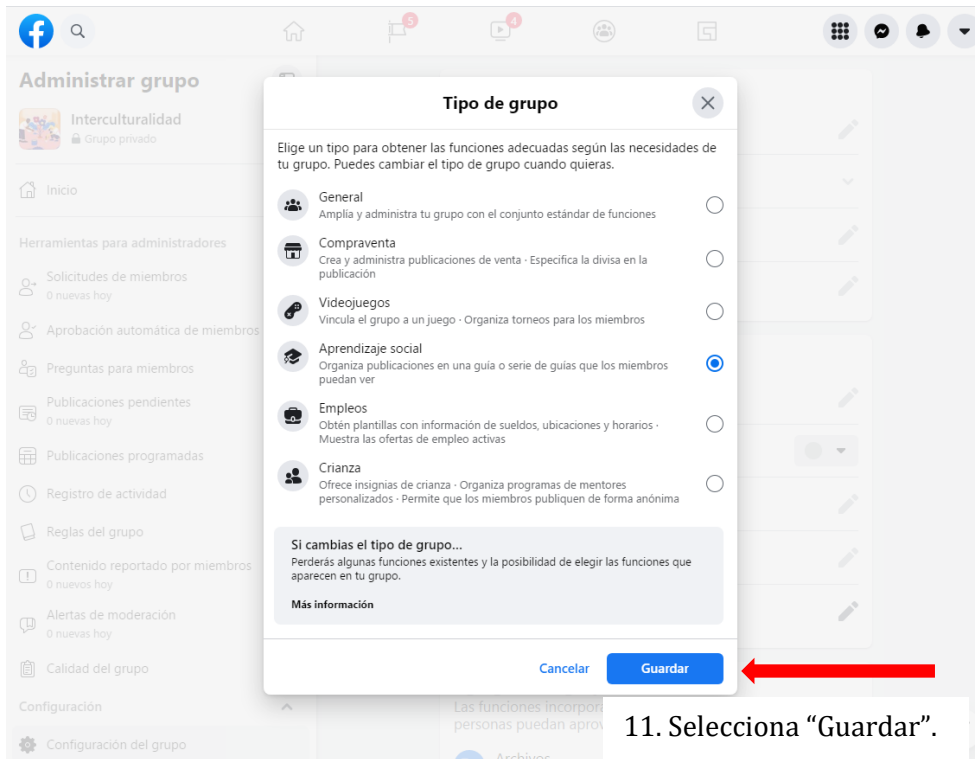 5
4
Administrar grupo
Interculturalidad
Grupo privado
Inicio
Herramientas para administradores
Solicitudes de miembros
0 nuevas hoy
Aprobación automática de miembros
Preguntas para miembros
Publicaciones pendientes
0 nuevas hoy
Publicaciones programadas
Registro de actividad
Reglas del grupo
Contenido reportado por miembros
0 nuevos hoy
Alertas de moderación
0 nuevas hoy
Calidad del grupo
Configuración
Configuración del grupo
Tipo de grupo
Elige un tipo para obtener las funciones adecuadas según las necesidades de
tu grupo. Puedes cambiar el tipo de grupo cuando quieras.
General
Amplía y administra tu grupo con el conjunto estándar de funciones
Compraventa
Crea y administra publicaciones de venta · Especifica la divisa en la
publicación
Videojuegos
Vincula el grupo a un juego · Organiza torneos para los miembros
Aprendizaje social
Organiza publicaciones en una guía o serie de guías que los miembros
puedan ver
Empleos
Obtén plantillas con información de sueldos, ubicaciones y horarios ·
Muestra las ofertas de empleo activas
Crianza
Ofrece insignias de crianza · Organiza programas de mentores
personalizados · Permite que los miembros publiquen de forma anónima
Si cambias el tipo de grupo...
Perderás algunas funciones existentes y la posibilidad de elegir las funciones que
aparecen en tu grupo.
Más información
Cancelar
Guardar
Las funciones incorpora
personas puedan aprov
Archivos
11. Selecciona “Guardar”.